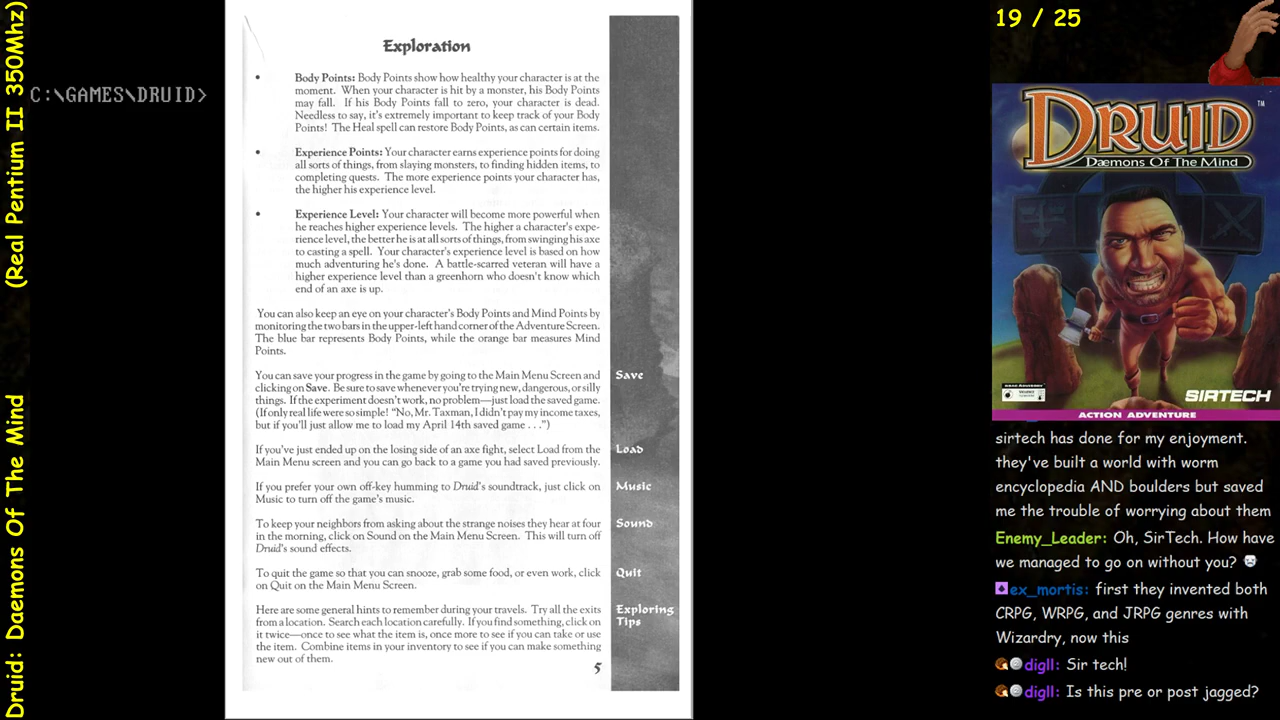 Druid: Daemons Of The Mind (Real Pentium II 350Mhz)
C:\GAMES\DRUID>
Exploration
• Body Points: Body Points show how healthy your character is at the
moment. When your character is hit by a monster, his Body Points
may fall. If his Body Points fall to zero, your character is dead.
Needless to say, it's extremely important to keep track of your Body
Points! The Heal spell can restore Body Points, as can certain items.
• Experience Points: Your character earns experience points for doing
all sorts of things, from slaying monsters, to finding hidden items, to
completing quests. The more experience points your character has,
the higher his experience level.
• Experience Level: Your character will become more powerful when
he reaches higher experience levels. The higher a character's expe-
rience level, the better he is at all sorts of things, from swinging his axe
to casting a spell. Your character's experience level is based on how
much adventuring he's done. A battle-scarred veteran will have a
higher experience level than a greenhorn who doesn't know which
end of an axe is up.
You can also keep an eye on your character's Body Points and Mind Points by
monitoring the two bars in the upper-left hand corner of the Adventure Screen.
The blue bar represents Body Points, while the orange bar measures Mind
Points.
Save
You can save your progress in the game by going to the Main Menu Screen and
clicking on Save. Be sure to save whenever you're trying new, dangerous, or silly
things. If the experiment doesn't work, no problem—just load the saved game.
(If only real life were so simple! "No, Mr. Taxman, I didn't pay my income taxes,
but if you'll just allow me to load my April 14th saved game . . .")
Load
If you've just ended up on the losing side of an axe fight, select Load from the
Main Menu screen and you can go back to a game you had saved previously.
Music
If you prefer your own off-key humming to Druid's soundtrack, just click on
Music to turn off the game's music.
Sound
To keep your neighbors from asking about the strange noises they hear at four
in the morning, click on Sound on the Main Menu Screen. This will turn off
Druid's sound effects.
Quit
To quit the game so that you can snooze, grab some food, or even work, click
on Quit on the Main Menu Screen.
Exploring
Tips
Here are some general hints to remember during your travels. Try all the exits
from a location. Search each location carefully. If you find something, click on
it twice—once to see what the item is, once more to see if you can take or use
the item. Combine items in your inventory to see if you can make something
new out of them.
5
19 / 25
DRUID™
Dæmons Of The Mind
SIRTECH
ACTION ADVENTURE
sirtech has done for my enjoyment.
they've built a world with worm
encyclopedia AND boulders but saved
me the trouble of worrying about them
Enemy_Leader: Oh, SirTech. How have
we managed to go on without you?
ex_mortis: first they invented both
CRPG, WRPG, and JRPG genres with
Wizardry, now this
digll: Sir tech!
digll: Is this pre or post jagged?